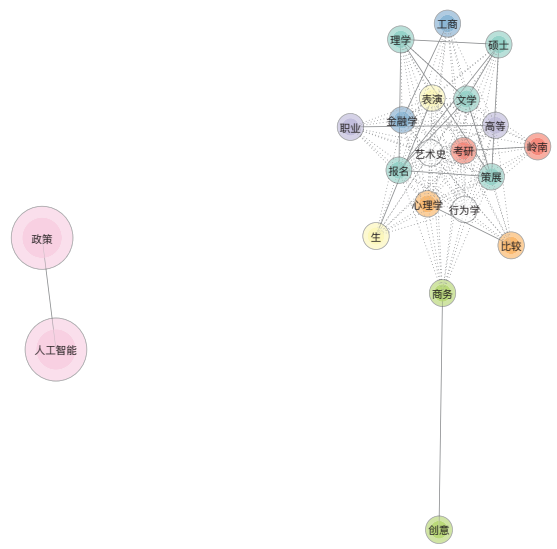 工商
理学
硕士
表演
文学
金融学
职业
高等
艺术史
考研
岭南
报名
策展
心理学
行为学
生
政策
比较
商务
人工智能
创意